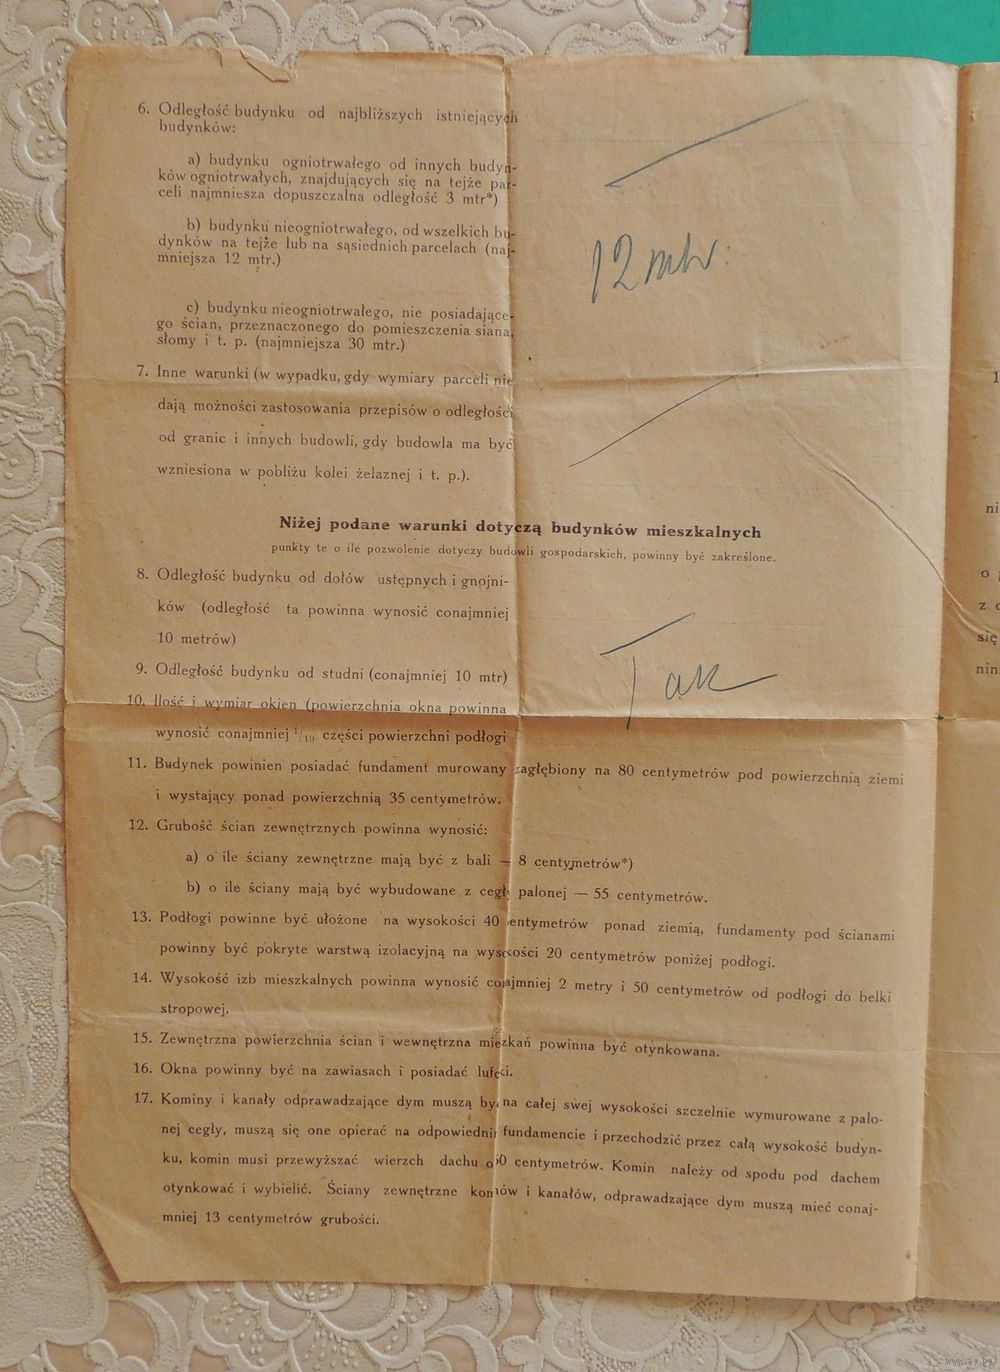 6. Odległość budynku od najbliższych istniejących
budynków:
a) budynku ogniotrwałego od innych budyn-
ków ogniotrwałych, znajdujących się na tejże par-
celi najmniesza dopuszczalna odległość 3 mtr*)
b) budynku nieogniotrwałego, od wszelkich bu-
dynków na tejże lub na sąsiednich parcelach (naj-
mniejsza 12 mtr.)
12 mtr.
c) budynku nieogniotrwałego, nie posiadające-
go ścian, przeznaczonego do pomieszczenia siana,
słomy i t. p. (najmniejsza 30 mtr.)
7. Inne warunki (w wypadku, gdy wymiary parceli nie
dają możności zastosowania przepisów o odległości
od granic i innych budowli, gdy budowla ma być
wzniesiona w pobliżu kolei żelaznej i t. p.).
Niżej podane warunki dotyczą budynków mieszkalnych
punkty te o ile pozwolenie dotyczy budowli gospodarskich, powinny być zakreślone.
8. Odległość budynku od dołów ustępnych i gnojni-
ków (odległość ta powinna wynosić conajmniej
10 metrów)
9. Odległość budynku od studni (conajmniej 10 mtr)
Tak
10. Ilość i wymiar okien (powierzchnia okna powinna
wynosić conajmniej 1/10 części powierzchni podłogi
11. Budynek powinien posiadać fundament murowany zagłębiony na 80 centymetrów pod powierzchnią ziemi
i wystający ponad powierzchnią 35 centymetrów.
12. Grubość ścian zewnętrznych powinna wynosić:
a) o ile ściany zewnętrzne mają być z bali — 8 centymetrów*)
b) o ile ściany mają być wybudowane z cegły palonej — 55 centymetrów.
13. Podłogi powinne być ułożone na wysokości 40 centymetrów ponad ziemią, fundamenty pod ścianami
powinny być pokryte warstwą izolacyjną na wysokości 20 centymetrów poniżej podłogi.
14. Wysokość izb mieszkalnych powinna wynosić conajmniej 2 metry i 50 centymetrów od podłogi do belki
stropowej.
15. Zewnętrzna powierzchnia ścian i wewnętrzna mieszkań powinna być otynkowana.
16. Okna powinny być na zawiasach i posiadać lufciki.
17. Kominy i kanały odprawadzające dym muszą być na całej swej wysokości szczelnie wymurowane z palo-
nej cegły, muszą się one opierać na odpowiednim fundamencie i przechodzić przez całą wysokość budyn-
ku, komin musi przewyższać wierzch dachu o 50 centymetrów. Komin należy od spodu pod dachem
otynkować i wybielić. Ściany zewnętrzne kominów i kanałów, odprawadzające dym muszą mieć conaj-
mniej 13 centymetrów grubości.
1
ni
o
z
się
nin
www.ay.by